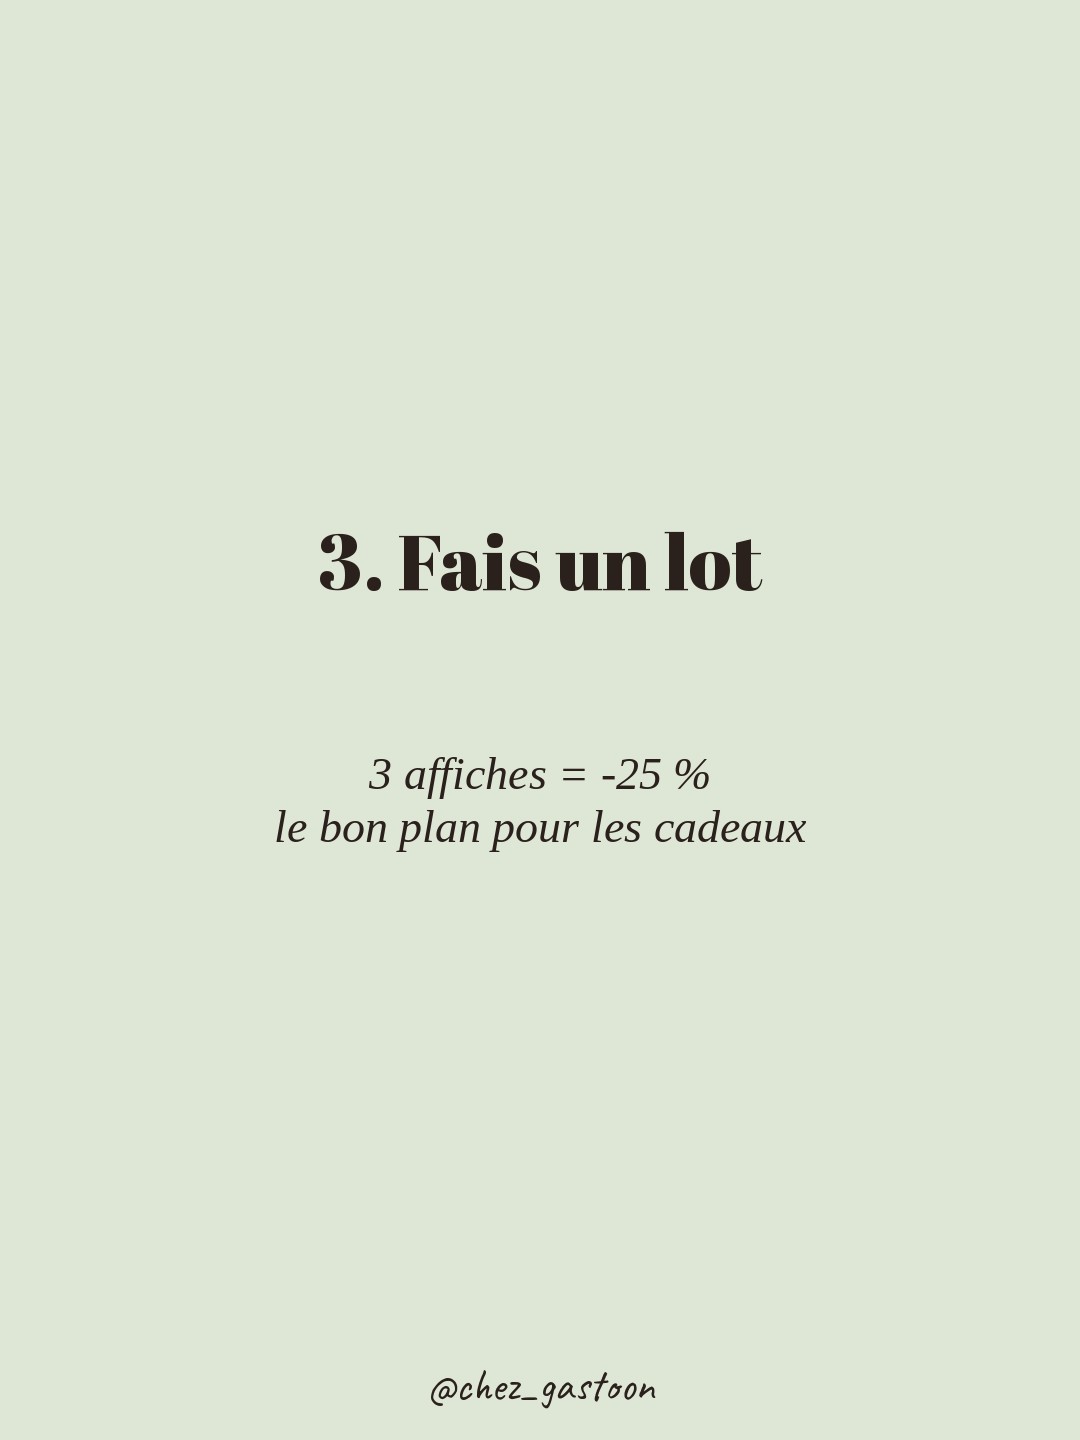 3. Fais un lot
3 affiches = -25 %
le bon plan pour les cadeaux
@chez_gastoon